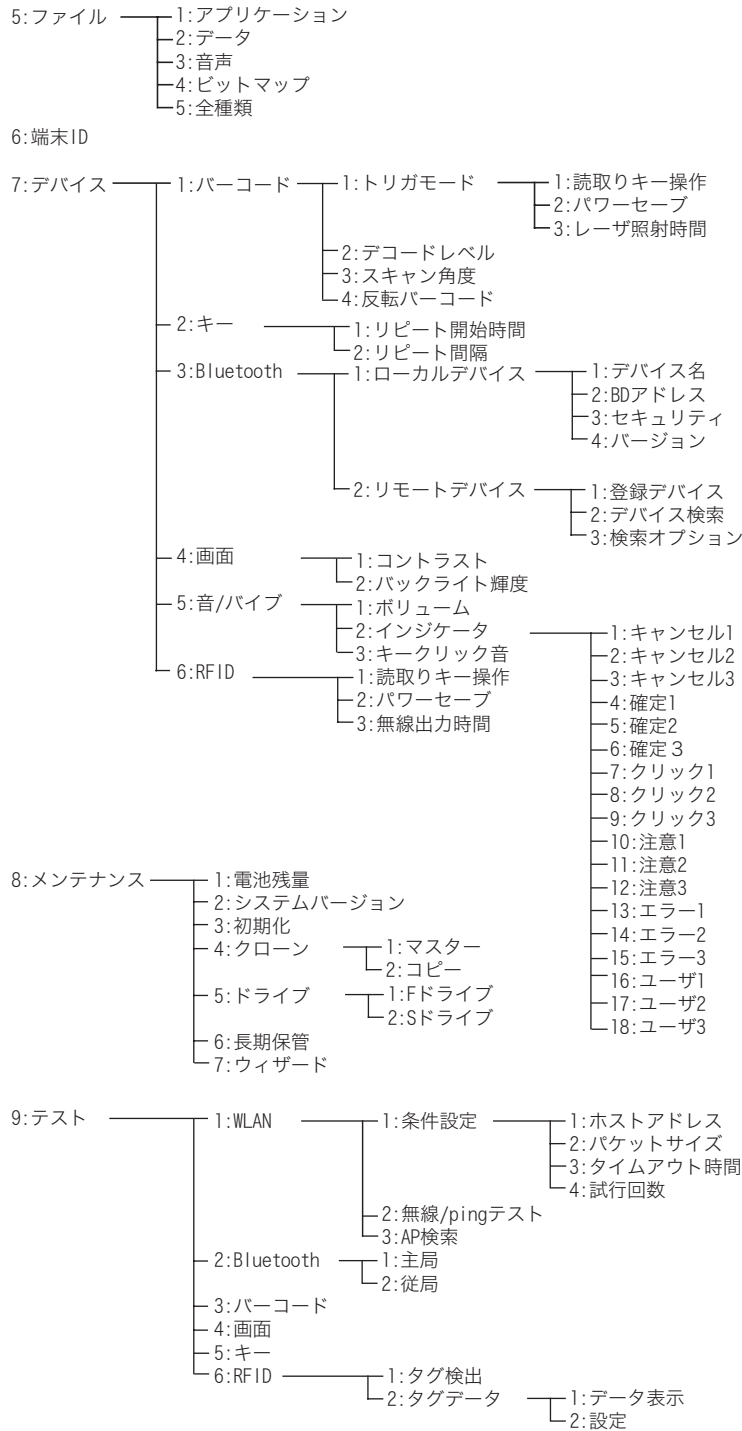 5:ファイル
1:アプリケーション
2:データ
3:音声
4:ビットマップ
5:全種類
6:端末ID
7:デバイス
1:バーコード
1:トリガモード
1:読取りキー操作
2:パワーセーブ
3:レーザ照射時間
2:デコードレベル
3:スキャン角度
4:反転バーコード
2:キー
1:リピート開始時間
2:リピート間隔
3:Bluetooth
1:ローカルデバイス
1:デバイス名
2:BDアドレス
3:セキュリティ
4:バージョン
2:リモートデバイス
1:登録デバイス
2:デバイス検索
3:検索オプション
4:画面
1:コントラスト
2:バックライト輝度
5:音/バイブ
1:ボリューム
2:インジケータ
1:キャンセル1
2:キャンセル2
3:キャンセル3
4:確定1
5:確定2
6:確定３
7:クリック1
8:クリック2
9:クリック3
10:注意1
11:注意2
12:注意3
13:エラー1
14:エラー2
15:エラー3
16:ユーザ1
17:ユーザ2
18:ユーザ3
3:キークリック音
6:RFID
1:読取りキー操作
2:パワーセーブ
3:無線出力時間
8:メンテナンス
1:電池残量
2:システムバージョン
3:初期化
4:クローン
1:マスター
2:コピー
5:ドライブ
1:Fドライブ
2:Sドライブ
6:長期保管
7:ウィザード
9:テスト
1:WLAN
1:条件設定
1:ホストアドレス
2:パケットサイズ
3:タイムアウト時間
4:試行回数
2:無線/pingテスト
3:AP検索
2:Bluetooth
1:主局
2:従局
3:バーコード
4:画面
5:キー
6:RFID
1:タグ検出
2:タグデータ
1:データ表示
2:設定